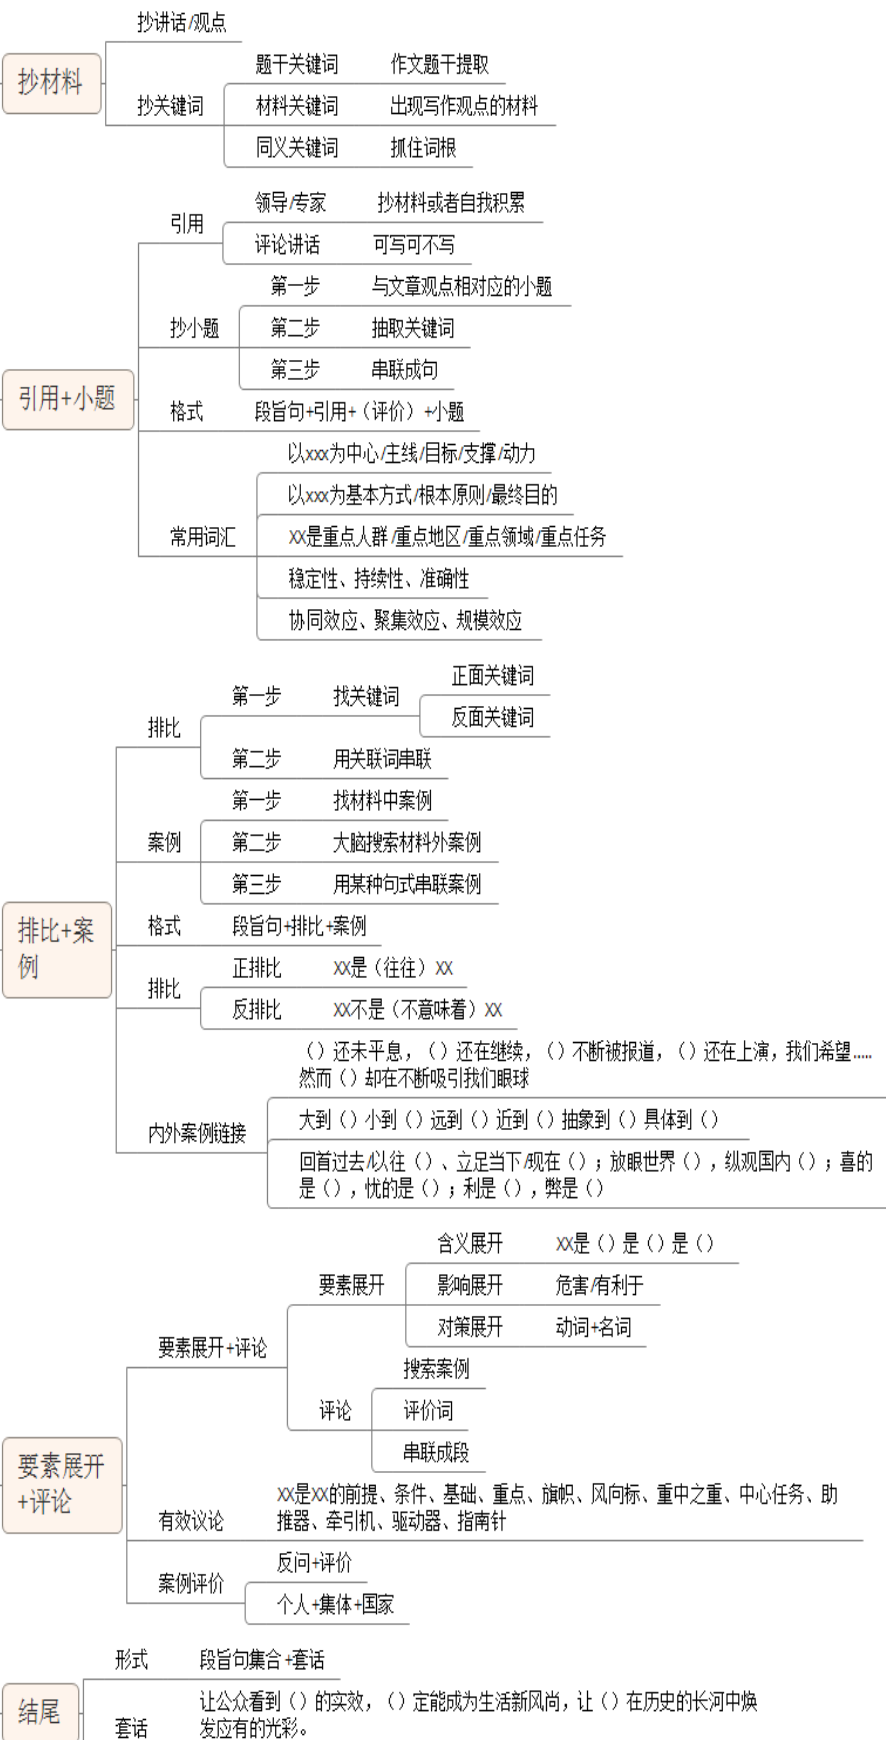 抄材料
抄讲话/观点
抄关键词
题干关键词 作文题干提取
材料关键词 出现写作观点的材料
同义关键词 抓住词根
引用+小题
引用
领导/专家 抄材料或者自我积累
评论讲话 可写可不写
抄小题
第一步 与文章观点相对应的小题
第二步 抽取关键词
第三步 串联成句
格式 段旨句+引用+（评价）+小题
常用词汇
以xxx为中心/主线/目标/支撑/动力
以xxx为基本方式/根本原则/最终目的
XX是重点人群/重点地区/重点领域/重点任务
稳定性、持续性、准确性
协同效应、聚集效应、规模效应
排比+案
例
排比
第一步 找关键词
正面关键词
反面关键词
第二步 用关联词串联
案例
第一步 找材料中案例
第二步 大脑搜索材料外案例
第三步 用某种句式串联案例
格式 段旨句+排比+案例
排比
正排比 XX是（往往）XX
反排比 XX不是（不意味着）XX
内外案例链接
（）还未平息，（）还在继续，（）不断被报道，（）还在上演，我们希望.....
然而（）却在不断吸引我们眼球
大到（）小到（）远到（）近到（）抽象到（）具体到（）
回首过去/以往（）、立足当下/现在（）；放眼世界（），纵观国内（）；喜的
是（），忧的是（）；利是（），弊是（）
要素展开
+评论
要素展开+评论
要素展开
含义展开 XX是（）是（）是（）
影响展开 危害/有利于
对策展开 动词+名词
评论
搜索案例
评价词
串联成段
有效议论
XX是XX的前提、条件、基础、重点、旗帜、风向标、重中之重、中心任务、助
推器、牵引机、驱动器、指南针
案例评价
反问+评价
个人+集体+国家
结尾
形式 段旨句集合+套话
套话
让公众看到（）的实效，（）定能成为生活新风尚，让（）在历史的长河中焕
发应有的光彩。